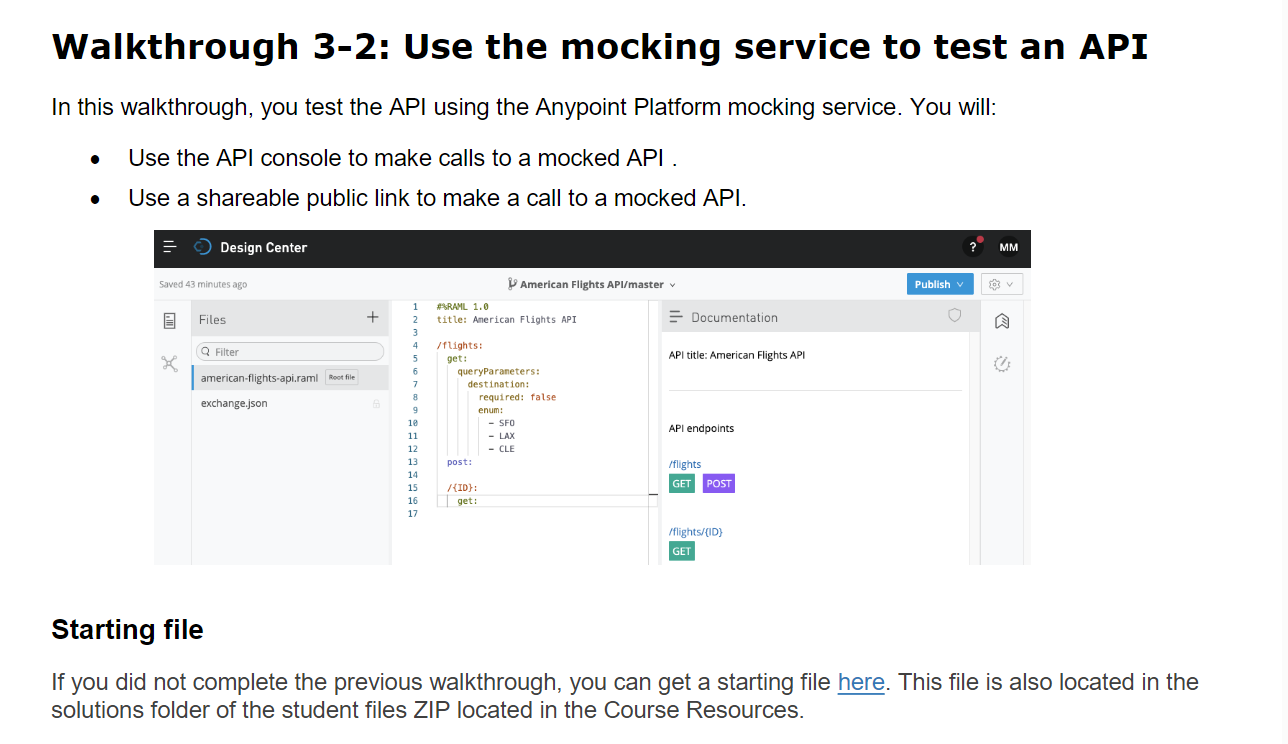 Walkthrough 3-2: Use the mocking service to test an API
In this walkthrough, you test the API using the Anypoint Platform mocking service. You will:
• Use the API console to make calls to a mocked API .
• Use a shareable public link to make a call to a mocked API.
Design Center
? MM
Saved 43 minutes ago
American Flights API/master
Publish
Files +
Filter
american-flights-api.raml Root file
exchange.json
1 #%RAML 1.0
2 title: American Flights API
3
4 /flights:
5 get:
6 queryParameters:
7 destination:
8 required: false
9 enum:
10 - SFO
11 - LAX
12 - CLE
13 post:
14
15 /{ID}:
16 get:
17
Documentation
API title: American Flights API
API endpoints
/flights
GET POST
/flights/{ID}
GET
Starting file
If you did not complete the previous walkthrough, you can get a starting file here. This file is also located in the
solutions folder of the student files ZIP located in the Course Resources.